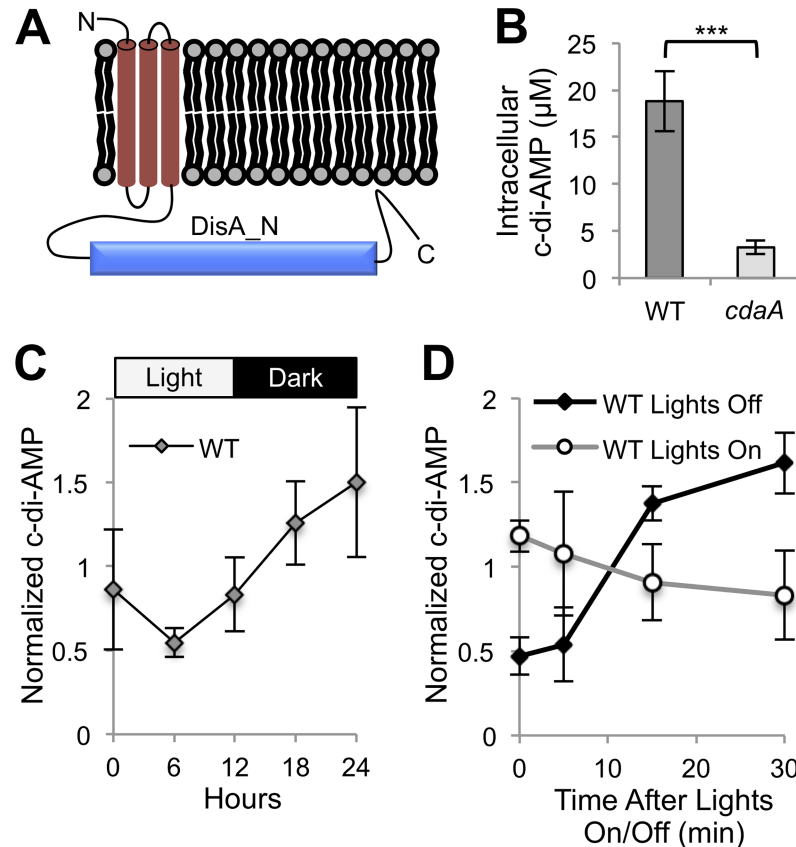 A
N
DisA_N
C
B
***
Intracellular
c-di-AMP (µM)
25
20
15
10
5
0
WT
cdaA
C
Light
Dark
WT
Normalized c-di-AMP
2
1.5
1
0.5
0
0
6
12
18
24
Hours
D
WT Lights Off
WT Lights On
Normalized c-di-AMP
2
1.5
1
0.5
0
0
10
20
30
Time After Lights
On/Off (min)